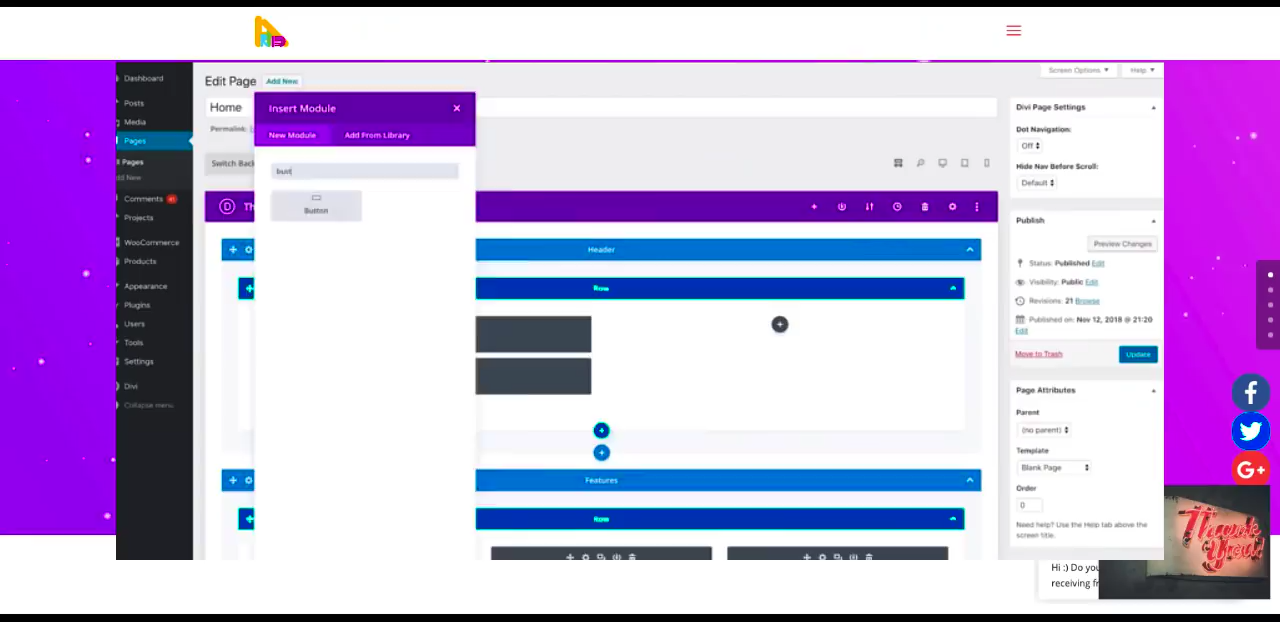 Dashboard
Posts
Media
Pages
Pages
Add New
Comments
Projects
WooCommerce
Products
Appearance
Plugins
Users
Tools
Settings
Divi
Collapse menu
Edit Page
Add New
Home
Permalink:
Switch Back
Insert Module
New Module
Add From Library
Button
Header
Row
Features
Row
Screen Options
Help
Divi Page Settings
Dot Navigation:
Off
Hide Nav Before Scroll:
Default
Publish
Preview Changes
Status: Published Edit
Visibility: Public Edit
Revisions: 21 Browse
Published on: Nov 12, 2018 @ 21:20
Edit
Move to Trash
Update
Page Attributes
Parent
(no parent)
Template
Blank Page
Order
0
Need help? Use the Help tab above the
screen title.
Thank
You!
Hi :) Do you
receiving